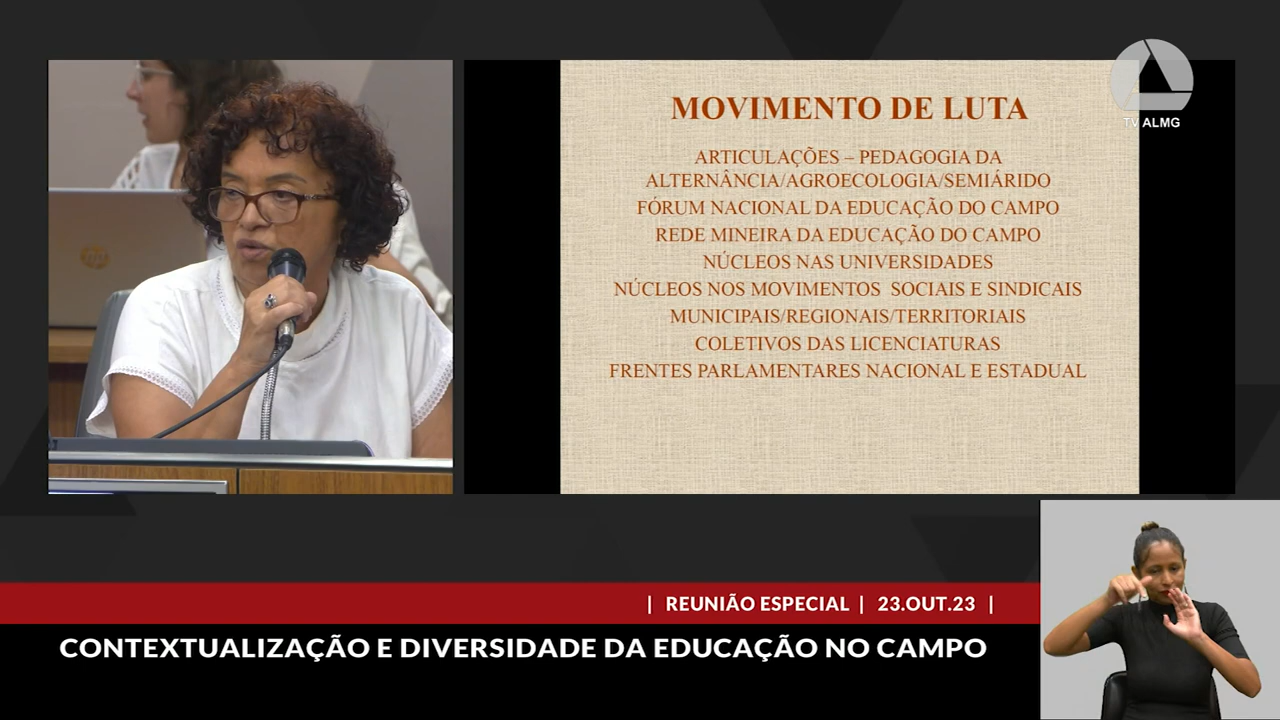 MOVIMENTO DE LUTA
ARTICULAÇÕES – PEDAGOGIA DA
ALTERNÂNCIA/AGROECOLOGIA/SEMIÁRIDO
FÓRUM NACIONAL DA EDUCAÇÃO DO CAMPO
REDE MINEIRA DA EDUCAÇÃO DO CAMPO
NÚCLEOS NAS UNIVERSIDADES
NÚCLEOS NOS MOVIMENTOS SOCIAIS E SINDICAIS
MUNICIPAIS/REGIONAIS/TERRITORIAIS
COLETIVOS DAS LICENCIATURAS
FRENTES PARLAMENTARES NACIONAL E ESTADUAL
TV ALMG
hp
| REUNIÃO ESPECIAL | 23.OUT.23 |
CONTEXTUALIZAÇÃO E DIVERSIDADE DA EDUCAÇÃO NO CAMPO